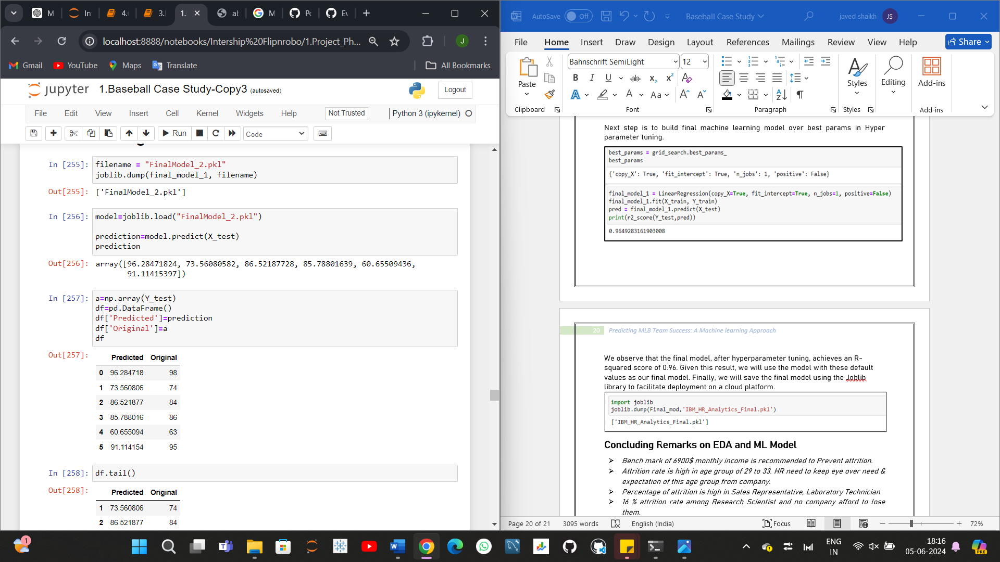 M
In
4.
3.
1.
al
M
Pc
Ev
localhost:8888/notebooks/Intership%20Flipnrobo/1.Project_Ph...
J
Gmail
YouTube
Maps
Translate
All Bookmarks
jupyter
1.Baseball Case Study-Copy3 (autosaved)
Logout
File Edit View Insert Cell Kernel Widgets Help
Not Trusted
Python 3 (ipykernel)
Run
Code
In [255]:
filename = "FinalModel_2.pkl"
joblib.dump(final_model_1, filename)
Out[255]: ['FinalModel_2.pkl']
In [256]:
model=joblib.load("FinalModel_2.pkl")
prediction=model.predict(X_test)
prediction
Out[256]: array([96.28471824, 73.56080582, 86.52187728, 85.78801639, 60.65509436,
91.11415397])
In [257]:
a=np.array(Y_test)
df=pd.DataFrame()
df['Predicted']=prediction
df['Original']=a
df
Out[257]:
Predicted Original
0 96.284718 98
1 73.560806 74
2 86.521877 84
3 85.788016 86
4 60.655094 63
5 91.114154 95
In [258]: df.tail()
Out[258]:
Predicted Original
1 73.560806 74
2 86.521877 84
AutoSave Off
Baseball Case Study
javed shaikh JS
File Home Insert Draw Design Layout References Mailings Review View Help
Share
Paste
Clipboard
Bahnschrift SemiLight 12
B I U ab x2 x2 A
A A Aa A A
Font
Paragraph
Styles
Styles
Editing
Add-ins
Add-ins
Next step is to build final machine learning model over best params in Hyper
parameter tuning.
best_params = grid_search.best_params_
best_params
{'copy_X': True, 'fit_intercept': True, 'n_jobs': 1, 'positive': False}
final_model_1 = LinearRegression(copy_X=True, fit_intercept=True, n_jobs=1, positive=False)
final_model_1.fit(X_train, Y_train)
pred = final_model_1.predict(X_test)
print(r2_score(Y_test,pred))
0.9649283161903008
20 Predicting MLB Team Success: A Machine learning Approach
We observe that the final model, after hyperparameter tuning, achieves an R-
squared score of 0.96. Given this result, we will use the model with these default
values as our final model. Finally, we will save the final model using the Joblib
library to facilitate deployment on a cloud platform.
import joblib
joblib.dump(Final_mod,'IBM_HR_Analytics_Final.pkl')
['IBM_HR_Analytics_Final.pkl']
Concluding Remarks on EDA and ML Model
➢ Bench mark of 6900$ monthly income is recommended to Prevent attrition.
➢ Attrition rate is high in age group of 29 to 33. HR need to keep eye over need &
expectation of this age group from company.
➢ Percentage of attrition is high in Sales Representative, Laboratory Technician
➢ 16 % attrition rate among Research Scientist and no company afford to lose
them.
Page 20 of 21 3095 words English (India)
Focus
72%
1
ENG
IN
18:16
05-06-2024
PRE